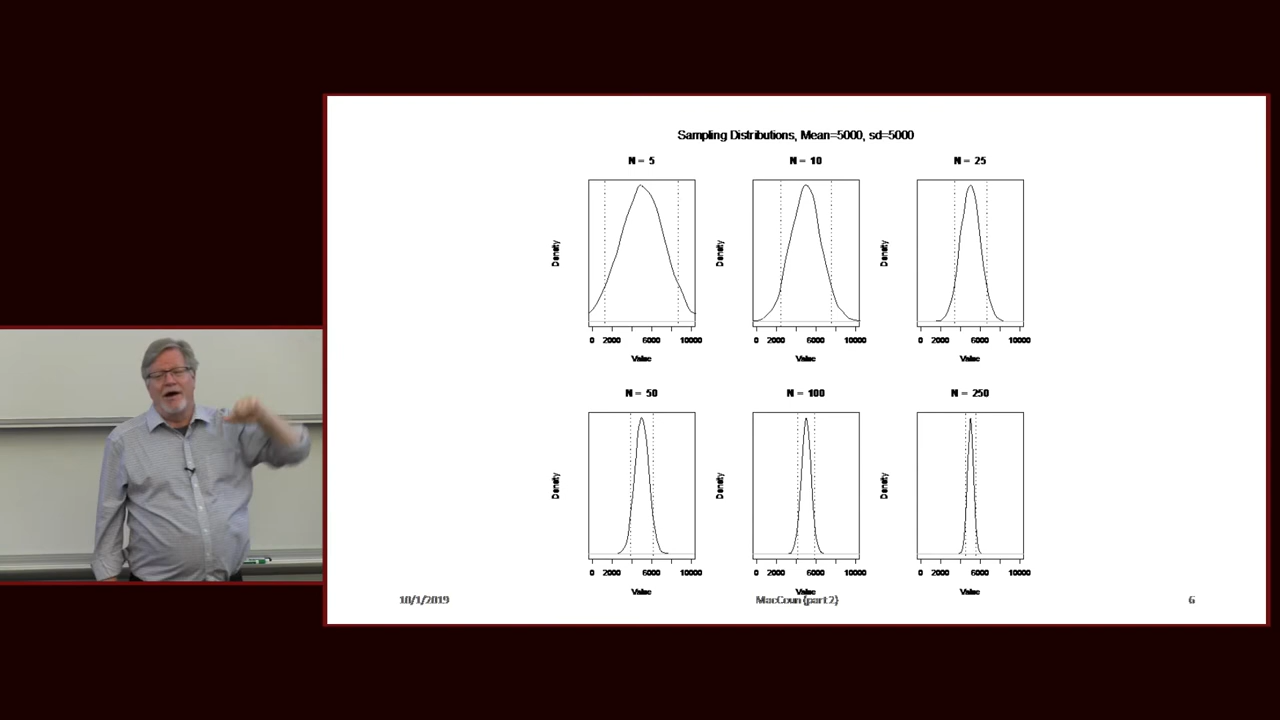 Sampling Distributions, Mean=5000, sd=5000
N = 5
N = 10
N = 25
Density
Density
Density
0 2000 6000 10000
0 2000 6000 10000
0 2000 6000 10000
Value
Value
Value
N = 50
N = 100
N = 250
Density
Density
Density
0 2000 6000 10000
0 2000 6000 10000
0 2000 6000 10000
Value
Value
Value
10/1/2019
MacCoun (part 2)
6